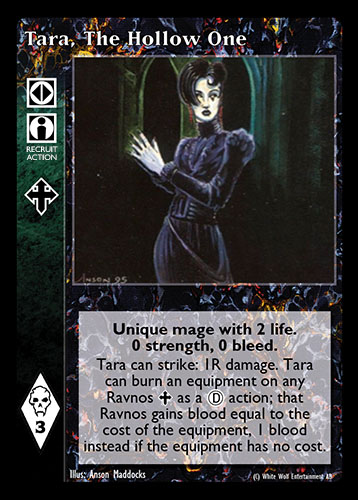 Tara, The Hollow One
RECRUIT
ACTION
ANSON 95
3
Unique mage with 2 life.
0 strength, 0 bleed.
Tara can strike: 1R damage. Tara
can burn an equipment on any
Ravnos as a D action; that
Ravnos gains blood equal to the
cost of the equipment, 1 blood
instead if the equipment has no cost.
Illus: Anson Maddocks
(C) White Wolf Entertainment AB